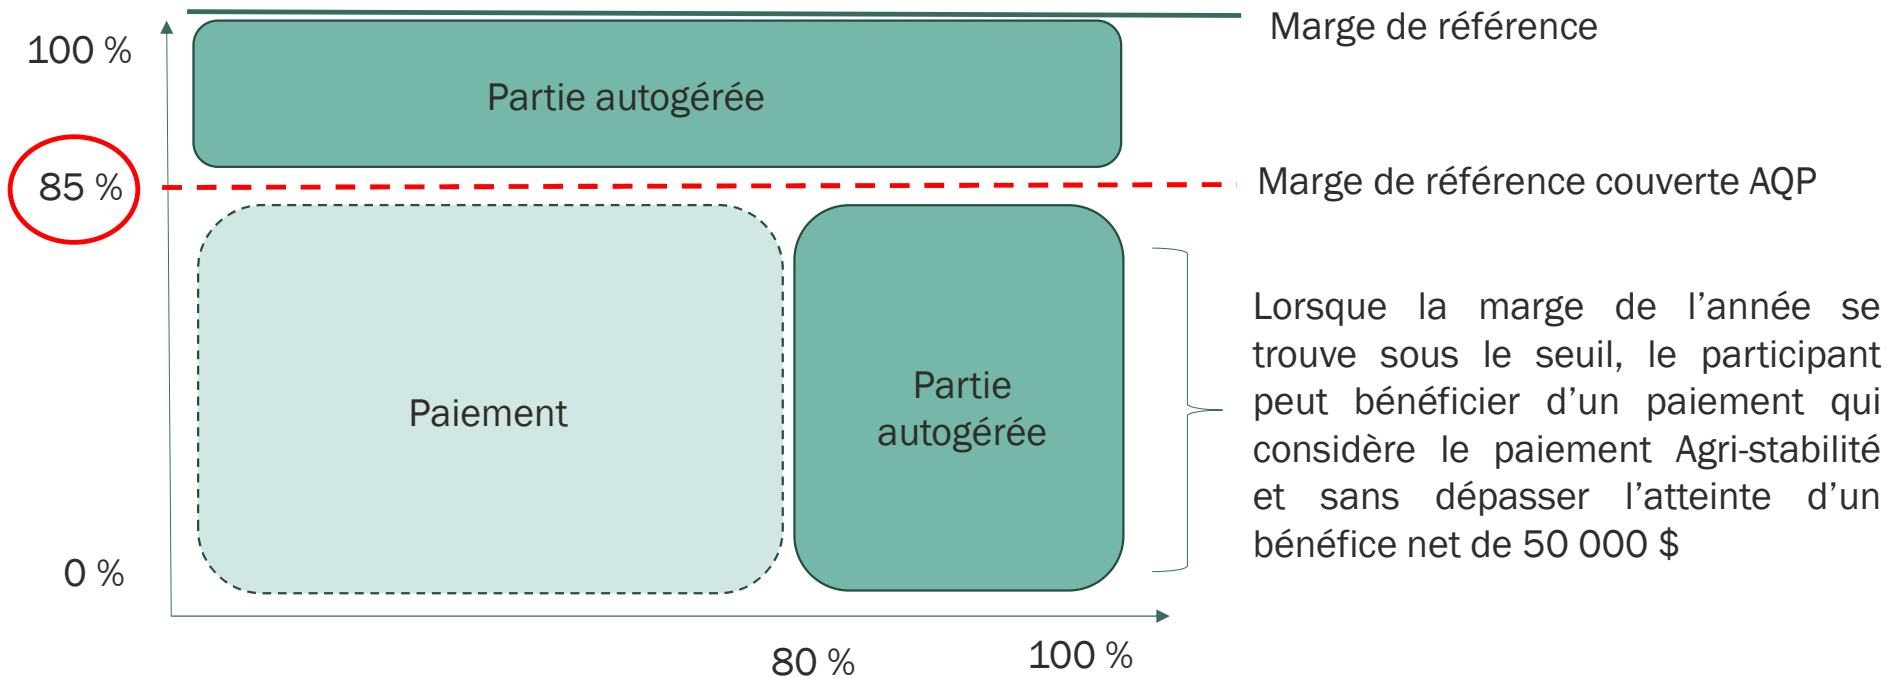 100 %
Marge de référence
Partie autogérée
85 %
Marge de référence couverte AQP
Paiement
Partie
autogérée
Lorsque la marge de l’année se
trouve sous le seuil, le participant
peut bénéficier d’un paiement qui
considère le paiement Agri-stabilité
et sans dépasser l’atteinte d’un
bénéfice net de 50 000 $
0 %
80 %
100 %